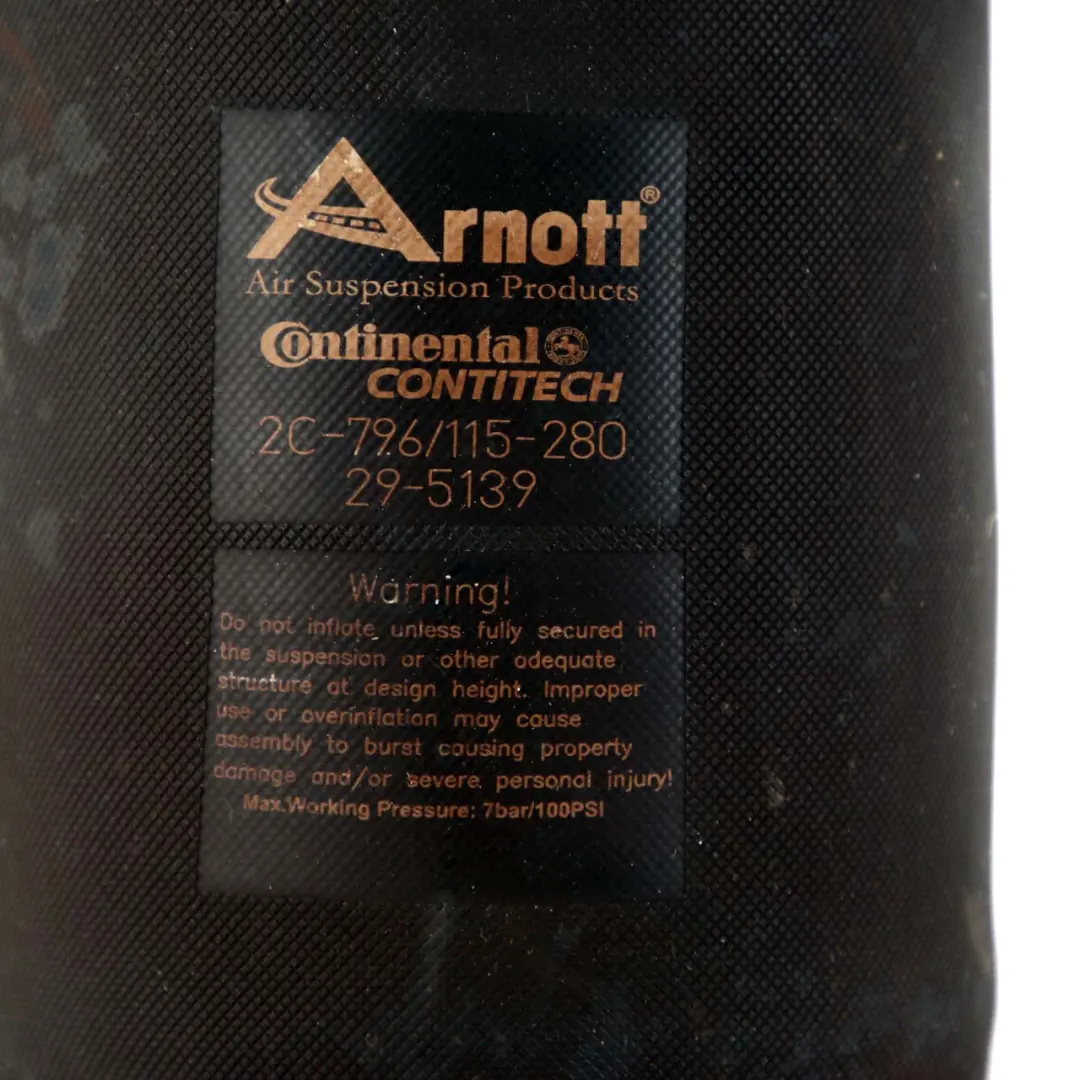 Arnott®
Air Suspension Products
Continental
CONTITECH
2C-796/115-280
29-5139
Warning!
Do not inflate unless fully secured in
the suspension or other adequate
structure at design height. Improper
use or overinflation may cause
assembly to burst causing property
damage and/or severe personal injury!
Max.Working Pressure: 7bar/100PSI